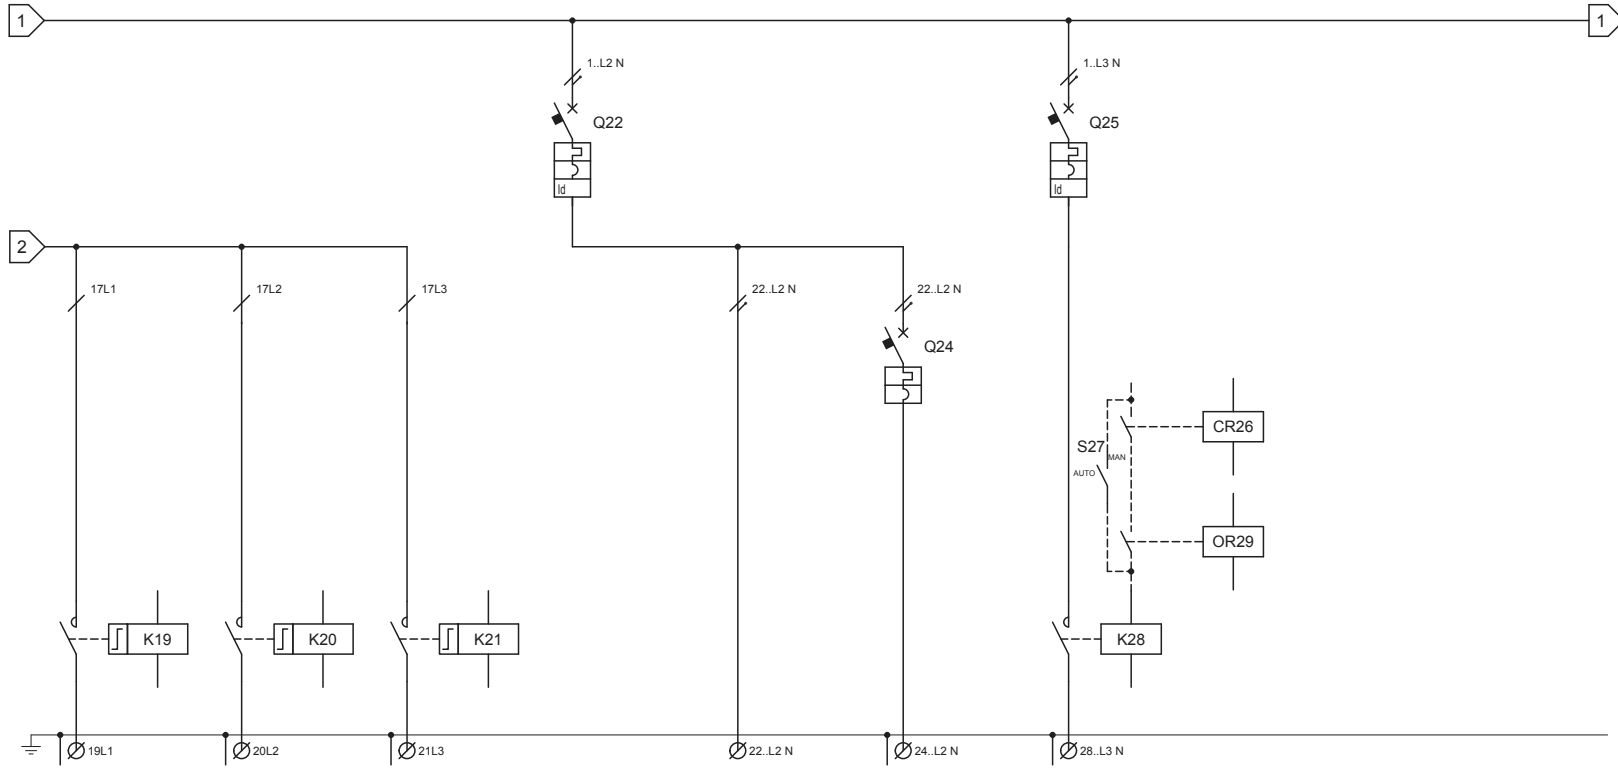 1
1
1..L2 N
1..L3 N
Q22
Q25
Id
Id
2
17L1
17L2
17L3
22..L2 N
22..L2 N
Q24
CR26
S27
MAN
AUTO
OR29
K19
K20
K21
K28
19L1
20L2
21L3
22..L2 N
24..L2 N
28..L3 N